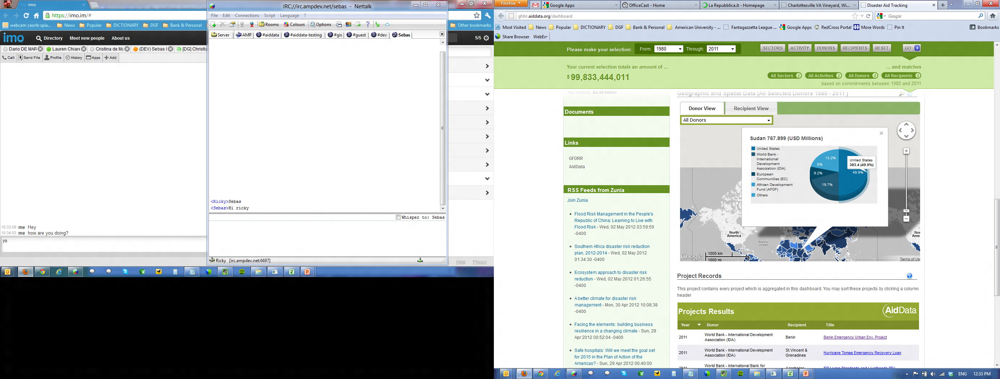 imo
https://imo.im/#
webcam caorle spia...
News
Popular
DICTIONARY
DGF
Bank & Personal
Other bookmarks
imo
Directory
Meet new people
About us
5/5
Dario DE MAR
Lauren Chiare
Cristina de Ma
(DEV) Sebas
[DG] Christia
Call
Send File
Profile
History
Apps
Add
10:33:59 me Hey
10:34:03 me how are you doing?
yo
Help
Privacy
IRC://irc.ampdev.net/sebas - Nettalk
File Edit Connections Script Language ?
Rooms
Colours
Options
Server
AMP
#aiddata
#aiddata-testing
#gis
#guest
#dev
Sebas
<Ricky>Sebas
<Sebas>Hi ricky
Whisper to: Sebas
Ricky [irc.ampdev.net:6697]
Firefox
Google Apps
OfficeCast - Home
La Repubblica.it - Homepage
Charlottesville VA Vineyard, Wi...
Disaster Aid Tracking
gfdrr.aiddata.org/dashboard
Google
Most Visited
News
Popular
DICTIONARY
DGF
Bank & Personal
American University - ...
Fantagazzetta League ...
Google Apps
RedCross Portal
More Words
Pin It
Bookmarks
Share Browser
WebEx
Please make your selection:
From: 1980
Through: 2011
SECTORS
ACTIVITY
DONORS
RECIPIENTS
RESET
GO
Your current selection totals an amount of ...
$ 99,833,444,011
... and matches
All Sectors
All Activities
All Donors
All Recipients
based on commitments between 1980 and 2011
Aid volatility: $2.48 billion
Documents
Links
GFDRR
AidData
RSS Feeds from Zunia
Join Zunia
Flood Risk Management in the People's
Republic of China: Learning to Live with
Flood Risk - Wed, 02 May 2012 03:59:59
-0400
Southern Africa disaster risk reduction
plan, 2012-2014 - Wed, 02 May 2012
01:34:30 -0400
Ecosystem approach to disaster risk
reduction - Wed, 02 May 2012 01:26:55
-0400
A better climate for disaster risk
management - Mon, 30 Apr 2012 10:08:38
-0400
Facing the elements: building business
resilience in a changing climate - Sun, 29
Apr 2012 00:52:04 -0400
Safe hospitals: Will we meet the goal set
for 2015 in the Plan of Action of the
Americas? - Sun, 29 Apr 2012 00:40:00
Geographic and Spatial Data (All Selected Donors 1980 - 2011 )
Donor View
Recipient View
All Donors
Sudan 767.899 (USD Millions)
United States
World Bank -
International
Development
Association (IDA)
European
Communities (EC)
African Development
Fund (AFDF)
Others
13.2%
8%
9.2%
19.7%
49.9%
United States
383.4 (49.9%)
North
America
Atlantic
Ocean
Google
1000 km
1000 mi
Terms of Use
Project Records
This project contains every project which is aggregated in this dashboard. You may sort these projects by clicking a column
header
Projects Results
AidData
Year Donor Recipient Title
2011
World Bank - International Development
Association (IDA)
Benin
Benin Emergency Urban Env. Project
2011
World Bank - International Development
Association (IDA)
St.Vincent &
Grenadines
Hurricane Tomas Emergency Recovery Loan
World Bank - International Bank for
ENG
12:33 PM